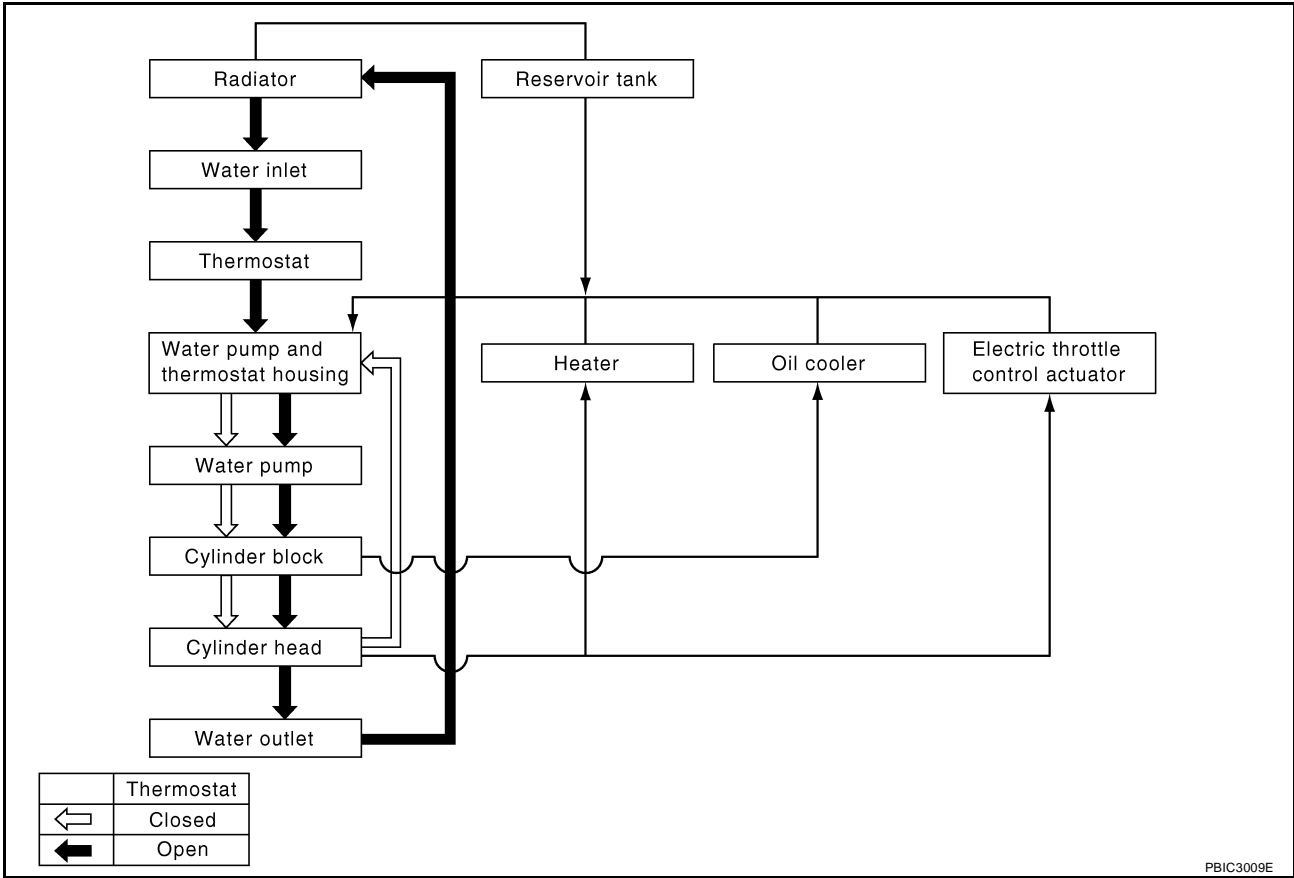 Radiator
Reservoir tank
Water inlet
Thermostat
Water pump and
thermostat housing
Heater
Oil cooler
Electric throttle
control actuator
Water pump
Cylinder block
Cylinder head
Water outlet
Thermostat
Closed
Open
PBIC3009E